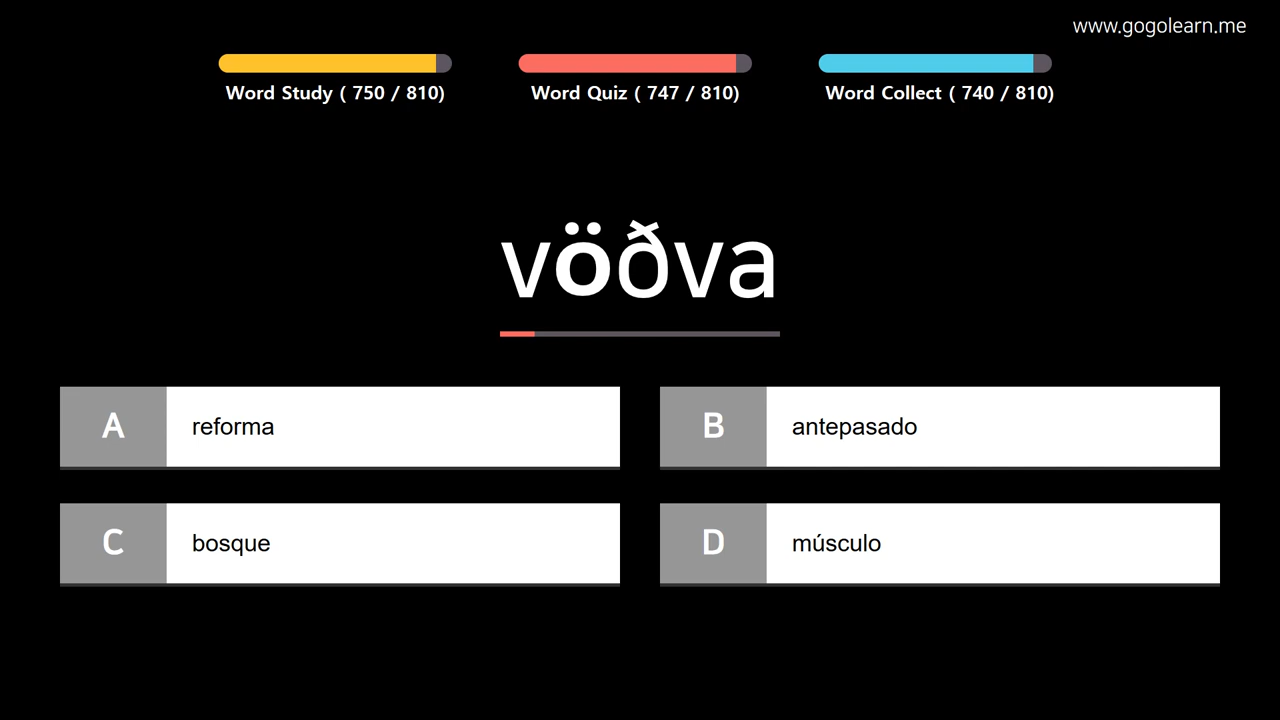 www.gogolearn.me
Word Study ( 750 / 810)
Word Quiz ( 747 / 810)
Word Collect ( 740 / 810)
vöðva
A reforma
B antepasado
C bosque
D músculo